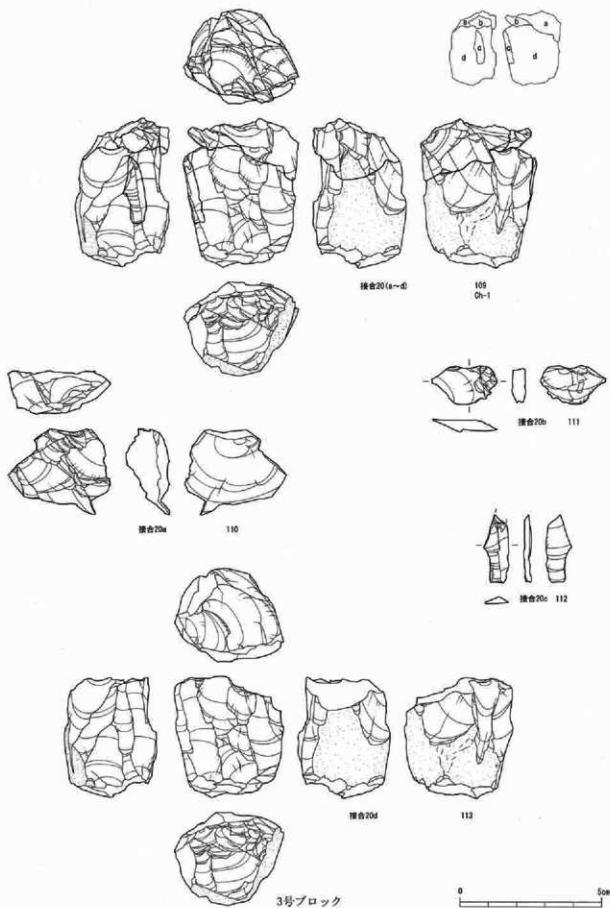 a b b a
d c c d
接合20(a~d) 109
Ch-1
接合20b 111
接合20a 110
接合20c 112
接合20d 113
3号ブロック
0 5cm